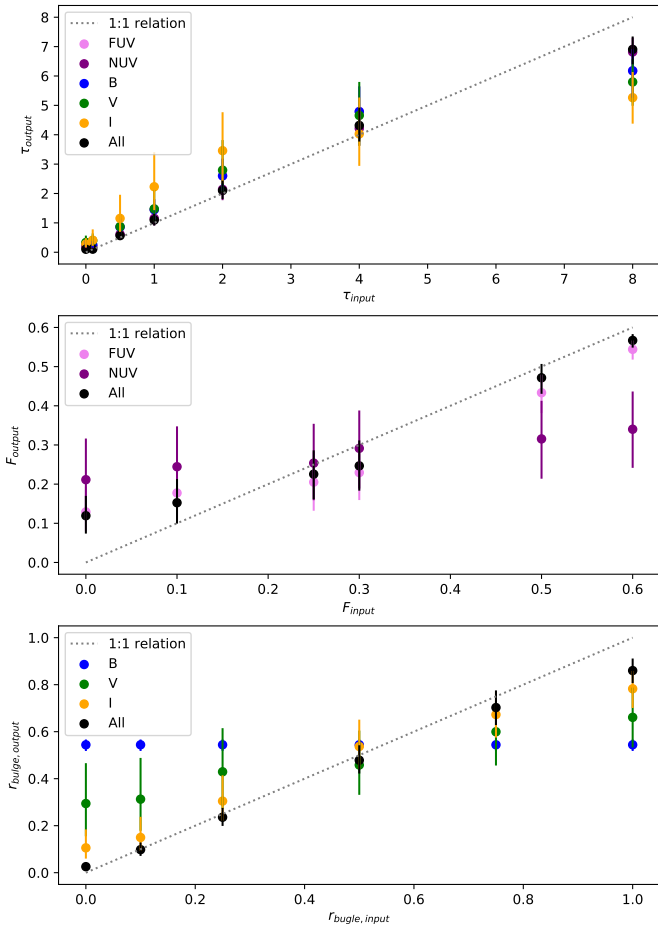 8
7
6
5
4
3
2
1
0
τoutput
1:1 relation
FUV
NUV
B
V
I
All
0 1 2 3 4 5 6 7 8
τinput
0.6
0.5
0.4
0.3
0.2
0.1
0.0
Foutput
1:1 relation
FUV
NUV
All
0.0 0.1 0.2 0.3 0.4 0.5 0.6
Finput
1.0
0.8
0.6
0.4
0.2
0.0
rbulge, output
1:1 relation
B
V
I
All
0.0 0.2 0.4 0.6 0.8 1.0
rbugle, input